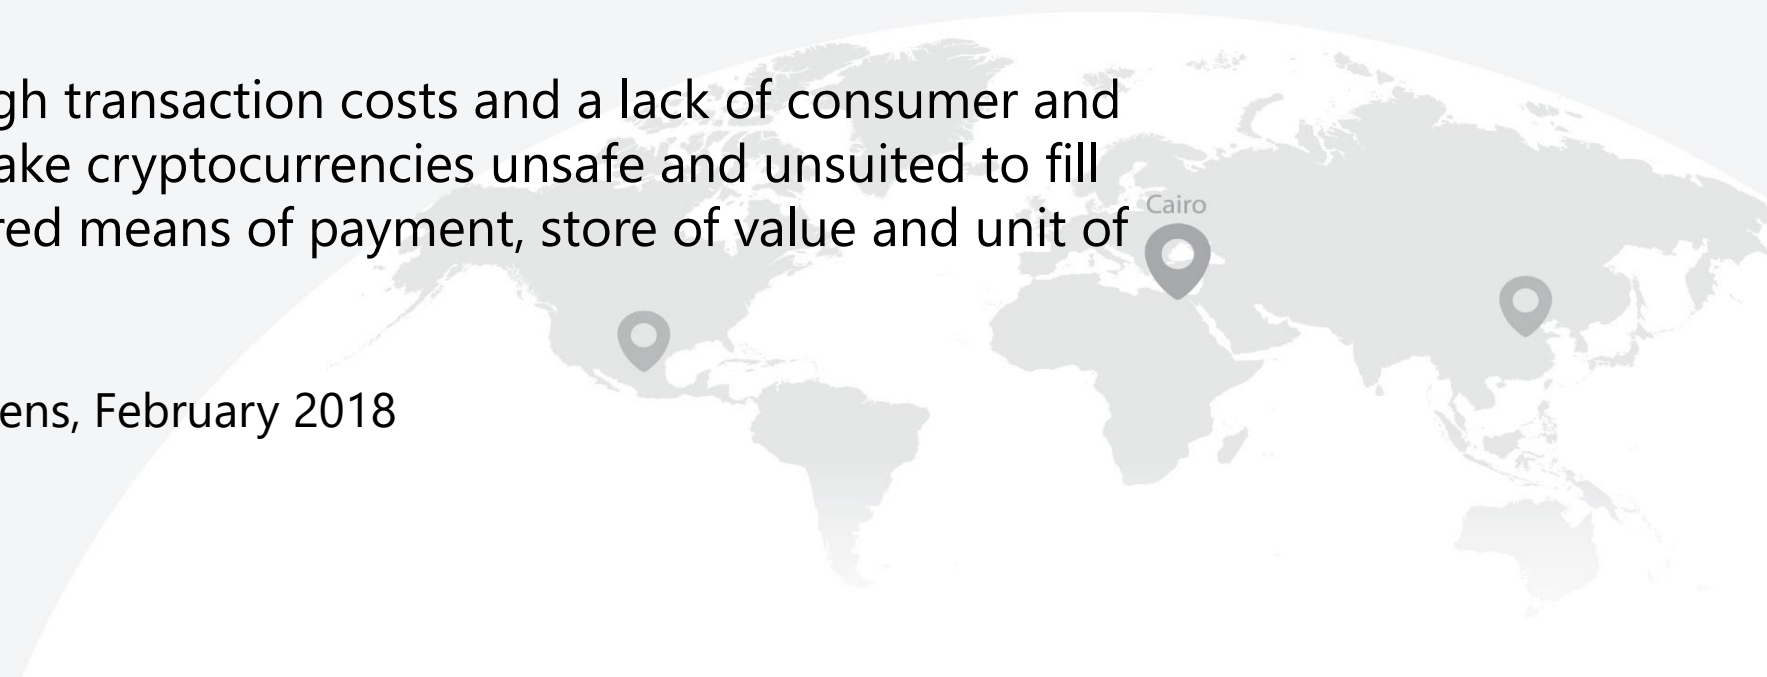 gh transaction costs and a lack of consumer and
ake cryptocurrencies unsafe and unsuited to fill
red means of payment, store of value and unit of
Cairo
ens, February 2018